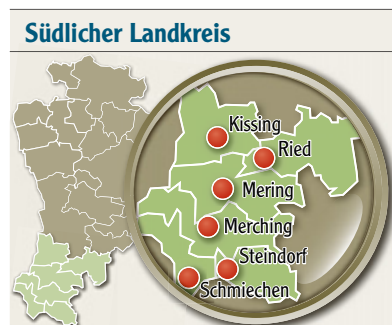 Südlicher Landkreis
Kissing
Ried
Mering
Merching
Steindorf
Schmiechen